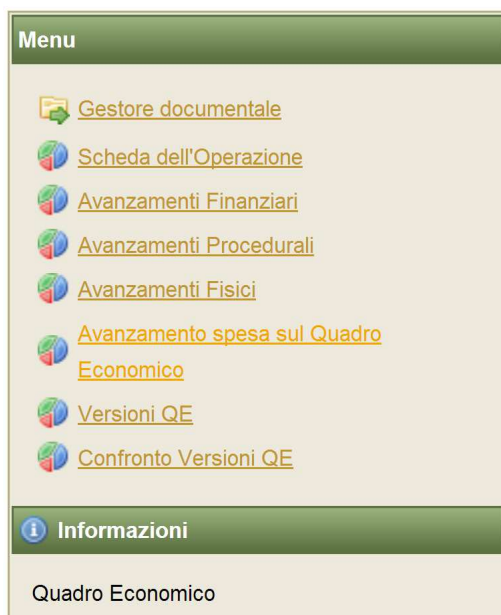 Menu
Gestore documentale
Scheda dell'Operazione
Avanzamenti Finanziari
Avanzamenti Procedurali
Avanzamenti Fisici
Avanzamento spesa sul Quadro
Economico
Versioni QE
Confronto Versioni QE
Informazioni
Quadro Economico